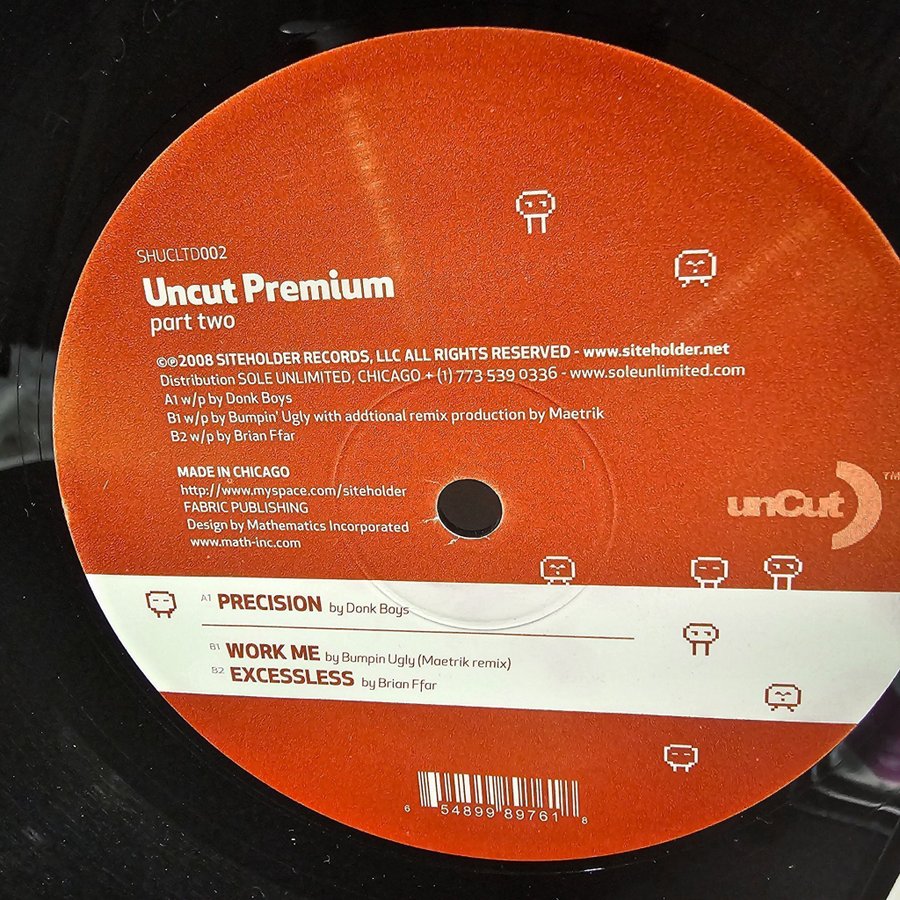 SHUCLTD002
Uncut Premium
part two
©℗2008 SITEHOLDER RECORDS, LLC ALL RIGHTS RESERVED - www.siteholder.net
Distribution SOLE UNLIMITED, CHICAGO + (1) 773 539 0336 - www.soleunlimited.com
A1 w/p by Donk Boys
B1 w/p by Bumpin' Ugly with addtional remix production by Maetrik
B2 w/p by Brian Ffar
MADE IN CHICAGO
http://www.myspace.com/siteholder
FABRIC PUBLISHING
Design by Mathematics Incorporated
www.math-inc.com
unCut TM
A1 PRECISION by Donk Boys
B1 WORK ME by Bumpin Ugly (Maetrik remix)
B2 EXCESSLESS by Brian Ffar
6 54899 89761 8